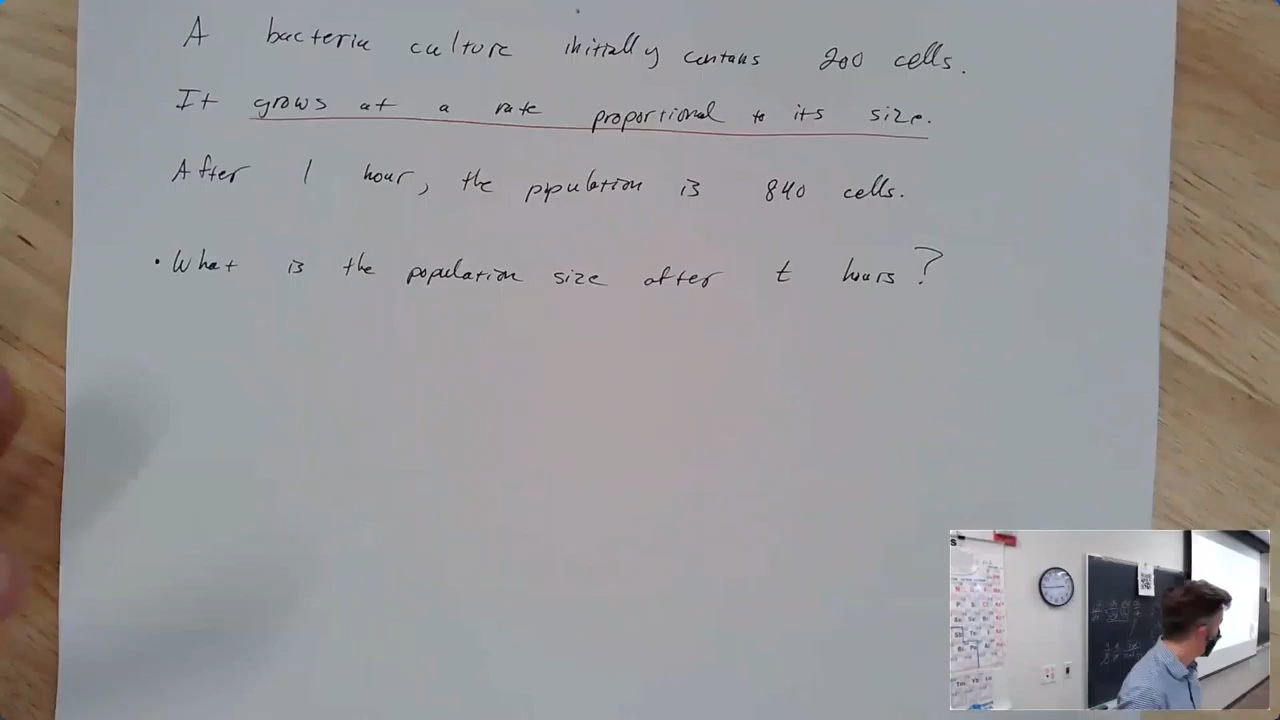 A bacteria culture initially contains 200 cells.
It grows at a rate proportional to its size.
After 1 hour, the population is 840 cells.
• What is the population size after t hours?